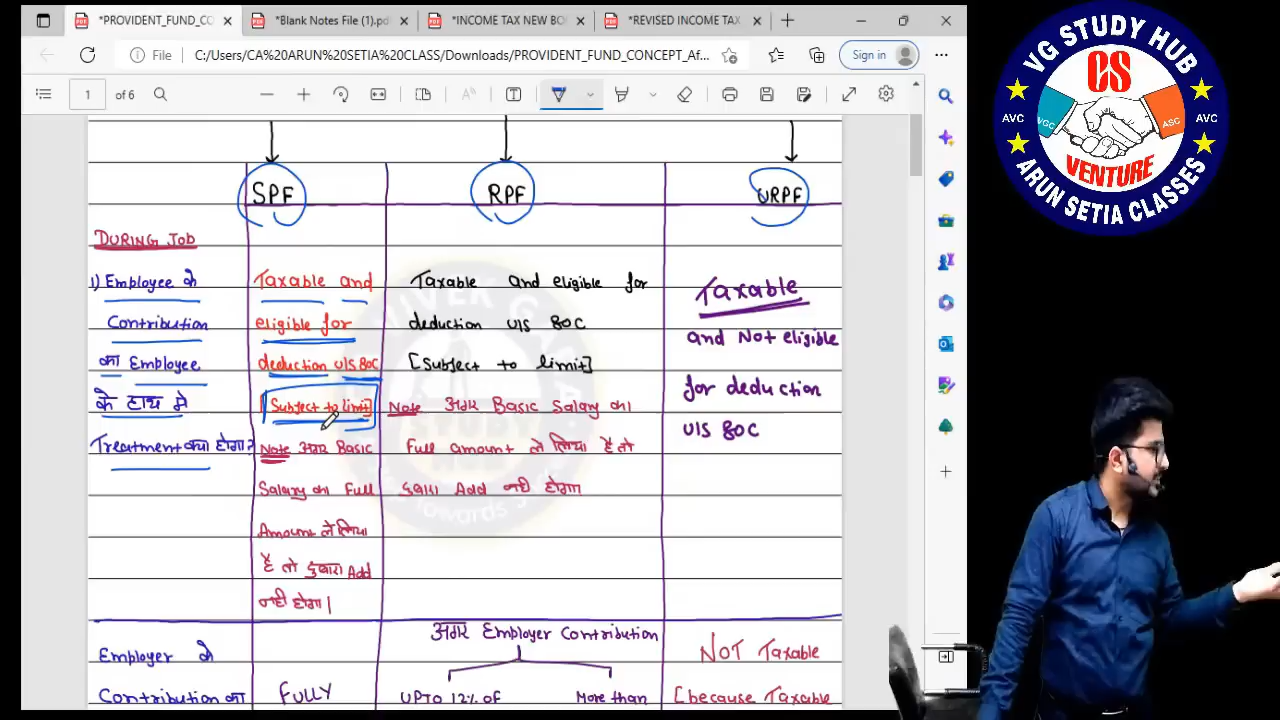 *PROVIDENT_FUND_CO
*Blank Notes File (1).pd
*INCOME TAX NEW BO
*REVISED INCOME TAX
File
C:/Users/CA%20ARUN%20SETIA%20CLASS/Downloads/PROVIDENT_FUND_CONCEPT_Af...
Sign in
1
of 6
SPF
RPF
URPF
DURING JOB
1) Employee के
Contribution
का Employee
के हाथ मे
Treatment क्या होगा?
Taxable and
eligible for
deduction U/S 80C
[Subject to limit]
Note अगर Basic
Salary का Full
Amount ले लिया
है तो दुबारा Add
नही होगा।
Taxable and eligible for
deduction U/S 80C
[Subject to limit]
Note अगर Basic Salary का
Full amount ले लिया है तो
दुबारा Add नही होगा
Taxable
and Not eligible
for deduction
U/S 80C
Employer के
Contribution का
FULLY
अगर Employer Contribution
UPTO 12% of
More than
NOT Taxable
[because Taxable
VG STUDY HUB
CS
AVC
AVC
VGC
ASC
VENTURE
ARUN SETIA CLASSES